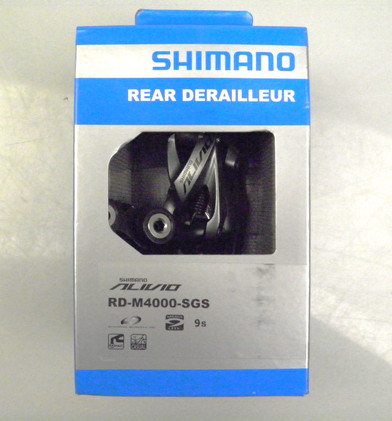 SHIMANO
REAR DERAILLEUR
ALIVIO
SHIMANO
ALIVIO
RD-M4000-SGS
9s